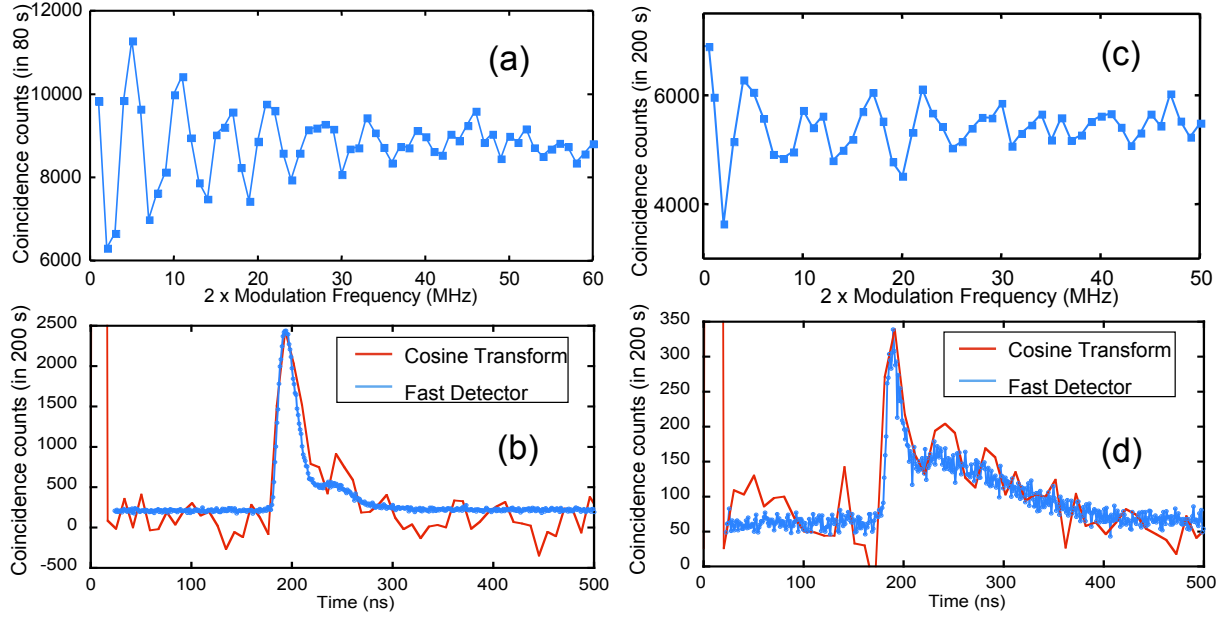 Coincidence counts (in 80 s)
12000
10000
8000
6000
(a)
0
10
20
30
40
50
60
2 x Modulation Frequency (MHz)
Coincidence counts (in 200 s)
6000
4000
(c)
0
10
20
30
40
50
2 x Modulation Frequency (MHz)
Coincidence counts (in 200 s)
2500
2000
1500
1000
500
0
-500
Cosine Transform
Fast Detector
(b)
0
100
200
300
400
500
Time (ns)
Coincidence counts (in 200 s)
350
300
250
200
150
100
50
0
Cosine Transform
Fast Detector
(d)
0
100
200
300
400
500
Time (ns)